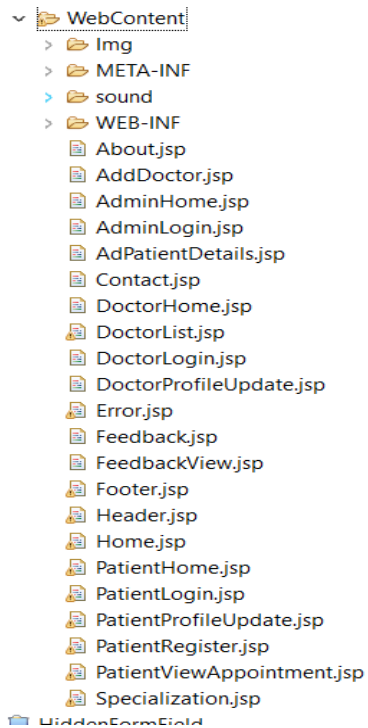 WebContent
Img
META-INF
sound
WEB-INF
About.jsp
AddDoctor.jsp
AdminHome.jsp
AdminLogin.jsp
AdPatientDetails.jsp
Contact.jsp
DoctorHome.jsp
DoctorList.jsp
DoctorLogin.jsp
DoctorProfileUpdate.jsp
Error.jsp
Feedback.jsp
FeedbackView.jsp
Footer.jsp
Header.jsp
Home.jsp
PatientHome.jsp
PatientLogin.jsp
PatientProfileUpdate.jsp
PatientRegister.jsp
PatientViewAppointment.jsp
Specialization.jsp
HiddenFormField